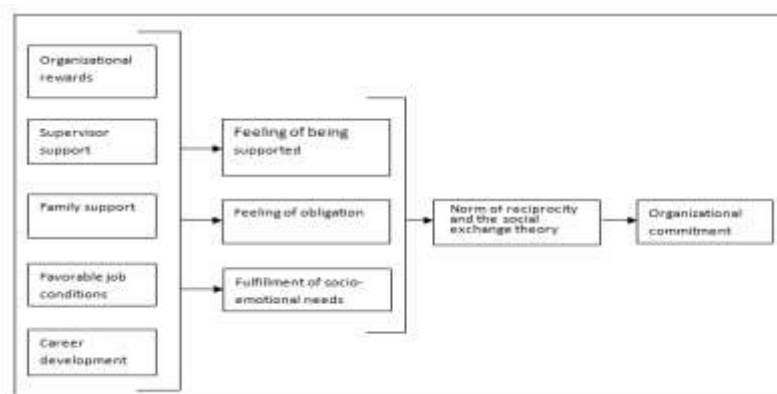 Organizational
rewards
Supervisor
support
Family support
Favorable job
conditions
Career
development
Feeling of being
supported
Feeling of obligation
Fulfillment of socio-
emotional needs
Norm of reciprocity
and the social
exchange theory
Organizational
commitment